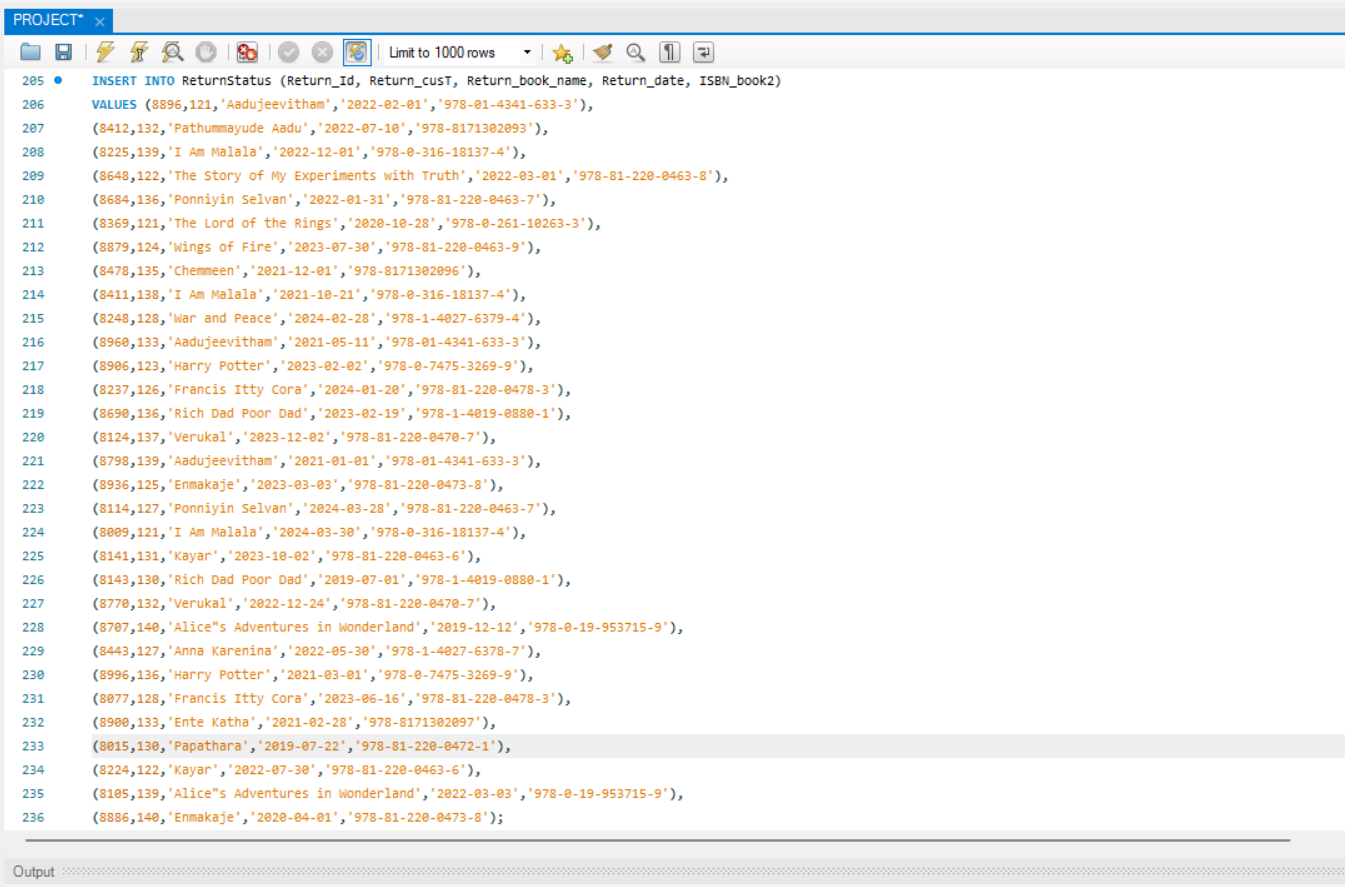 PROJECT* ×
Limit to 1000 rows
205 INSERT INTO ReturnStatus (Return_Id, Return_cusT, Return_book_name, Return_date, ISBN_book2)
206 VALUES (8896,121,'Aadujeevitham','2022-02-01','978-01-4341-633-3'),
207 (8412,132,'Pathummayude Aadu','2022-07-10','978-8171302093'),
208 (8225,139,'I Am Malala','2022-12-01','978-0-316-18137-4'),
209 (8648,122,'The Story of My Experiments with Truth','2022-03-01','978-81-220-0463-8'),
210 (8684,136,'Ponniyin Selvan','2022-01-31','978-81-220-0463-7'),
211 (8369,121,'The Lord of the Rings','2020-10-28','978-0-261-10263-3'),
212 (8879,124,'Wings of Fire','2023-07-30','978-81-220-0463-9'),
213 (8478,135,'Chemmeen','2021-12-01','978-8171302096'),
214 (8411,138,'I Am Malala','2021-10-21','978-0-316-18137-4'),
215 (8248,128,'War and Peace','2024-02-28','978-1-4027-6379-4'),
216 (8960,133,'Aadujeevitham','2021-05-11','978-01-4341-633-3'),
217 (8906,123,'Harry Potter','2023-02-02','978-0-7475-3269-9'),
218 (8237,126,'Francis Itty Cora','2024-01-20','978-81-220-0478-3'),
219 (8690,136,'Rich Dad Poor Dad','2023-02-19','978-1-4019-0880-1'),
220 (8124,137,'Verukal','2023-12-02','978-81-220-0470-7'),
221 (8798,139,'Aadujeevitham','2021-01-01','978-01-4341-633-3'),
222 (8936,125,'Enmakaje','2023-03-03','978-81-220-0473-8'),
223 (8114,127,'Ponniyin Selvan','2024-03-28','978-81-220-0463-7'),
224 (8009,121,'I Am Malala','2024-03-30','978-0-316-18137-4'),
225 (8141,131,'Kayar','2023-10-02','978-81-220-0463-6'),
226 (8143,130,'Rich Dad Poor Dad','2019-07-01','978-1-4019-0880-1'),
227 (8770,132,'Verukal','2022-12-24','978-81-220-0470-7'),
228 (8707,140,'Alice"s Adventures in Wonderland','2019-12-12','978-0-19-953715-9'),
229 (8443,127,'Anna Karenina','2022-05-30','978-1-4027-6378-7'),
230 (8996,136,'Harry Potter','2021-03-01','978-0-7475-3269-9'),
231 (8077,128,'Francis Itty Cora','2023-06-16','978-81-220-0478-3'),
232 (8900,133,'Ente Katha','2021-02-28','978-8171302097'),
233 (8015,130,'Papathara','2019-07-22','978-81-220-0472-1'),
234 (8224,122,'Kayar','2022-07-30','978-81-220-0463-6'),
235 (8105,139,'Alice"s Adventures in Wonderland','2022-03-03','978-0-19-953715-9'),
236 (8886,140,'Enmakaje','2020-04-01','978-81-220-0473-8');
Output